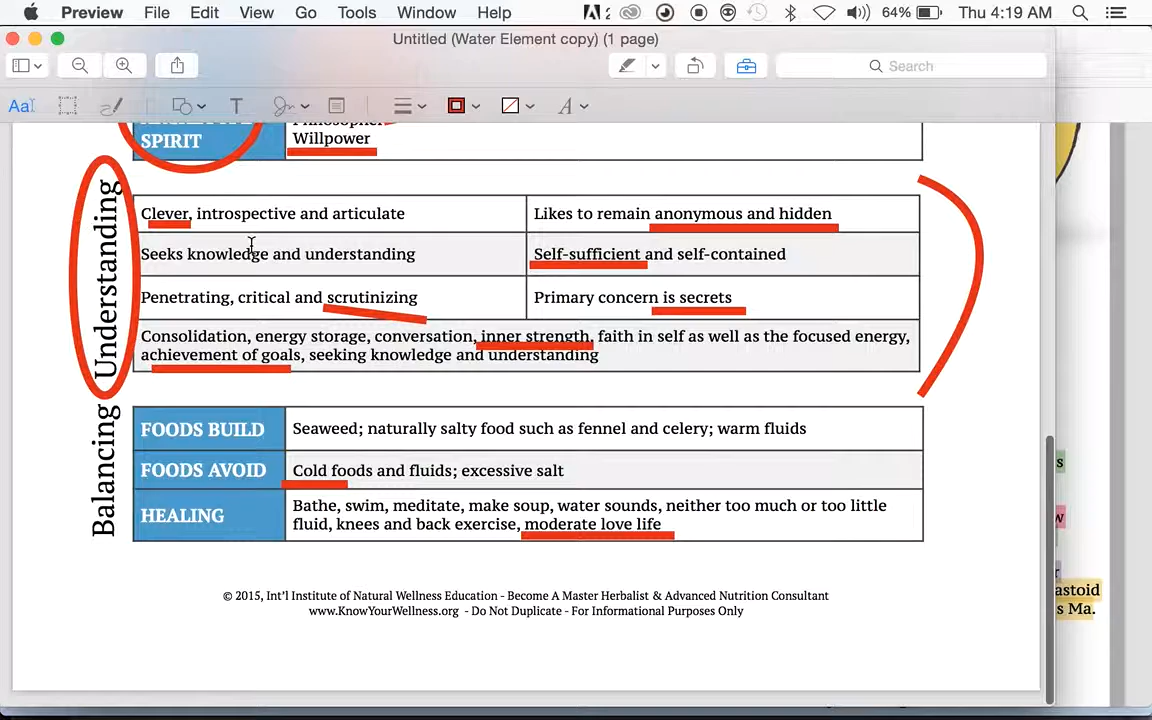 Preview File Edit View Go Tools Window Help 2 64% Thu 4:19 AM
Untitled (Water Element copy) (1 page)
Search
AaI T A
Philosopher
SPIRIT Willpower
Understanding
Clever, introspective and articulate Likes to remain anonymous and hidden
Seeks knowledge and understanding Self-sufficient and self-contained
Penetrating, critical and scrutinizing Primary concern is secrets
Consolidation, energy storage, conversation, inner strength, faith in self as well as the focused energy,
achievement of goals, seeking knowledge and understanding
Balancing
FOODS BUILD Seaweed; naturally salty food such as fennel and celery; warm fluids
FOODS AVOID Cold foods and fluids; excessive salt
HEALING Bathe, swim, meditate, make soup, water sounds, neither too much or too little
fluid, knees and back exercise, moderate love life
© 2015, Int'l Institute of Natural Wellness Education - Become A Master Herbalist & Advanced Nutrition Consultant
www.KnowYourWellness.org - Do Not Duplicate - For Informational Purposes Only
s
w
r
astoid
s Ma.